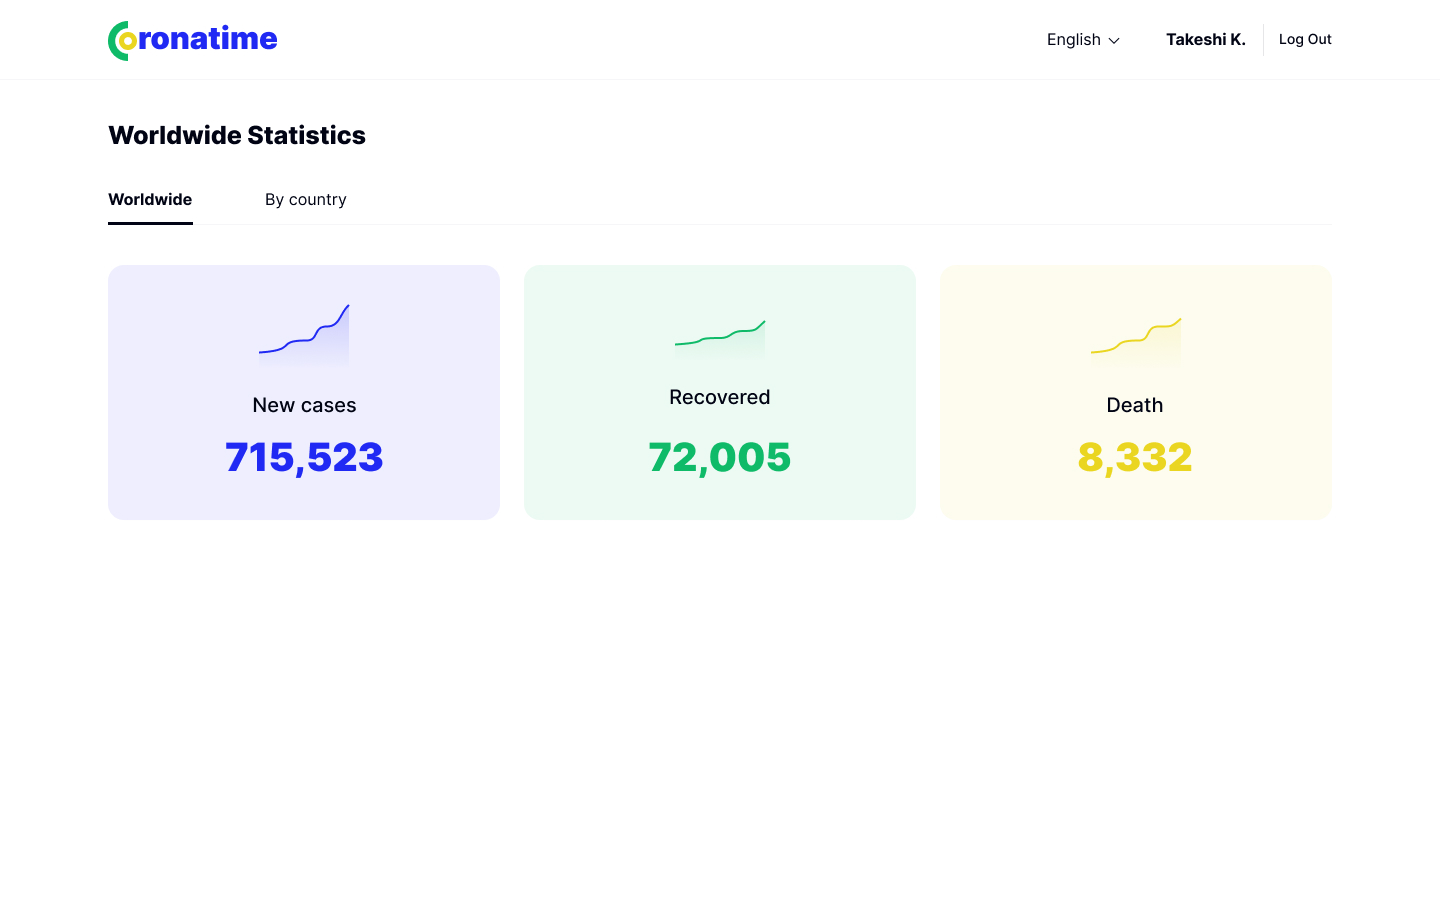 Coronatime
English
Takeshi K.
Log Out
Worldwide Statistics
Worldwide
By country
New cases
715,523
Recovered
72,005
Death
8,332